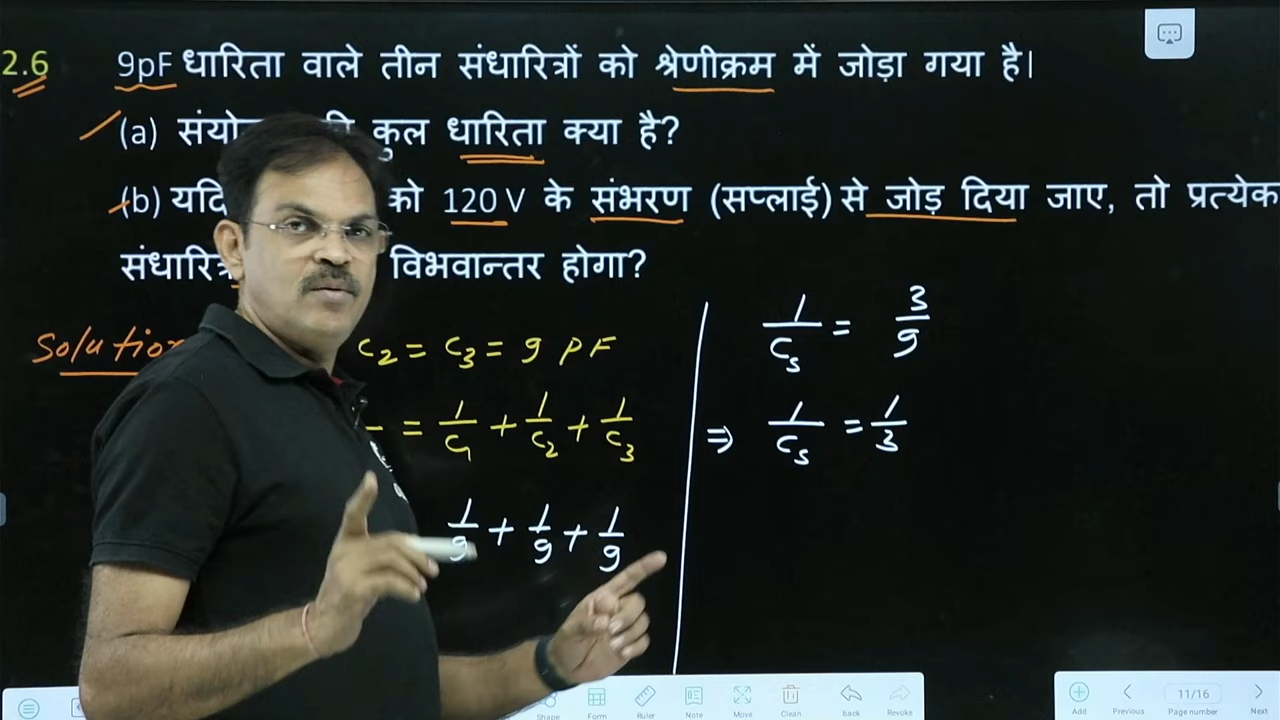 2.6 9pF धारिता वाले तीन संधारित्रों को श्रेणीक्रम में जोड़ा गया है।
(a) कुल धारिता क्या है?
(b) यदि को 120 V के संभरण (सप्लाई) से जोड़ दिया जाए, तो प्रत्येक
विभवान्तर होगा?
Solution
C₂ = C₃ = 9 PF
= 1/C₁ + 1/C₂ + 1/C₃
1/9 + 1/9 + 1/9
1/Cs = 3/9
⇒ 1/Cs = 1/3
Shape Form Ruler Note Move Clean back Revoke
Add Previous 11/16 Page number Next